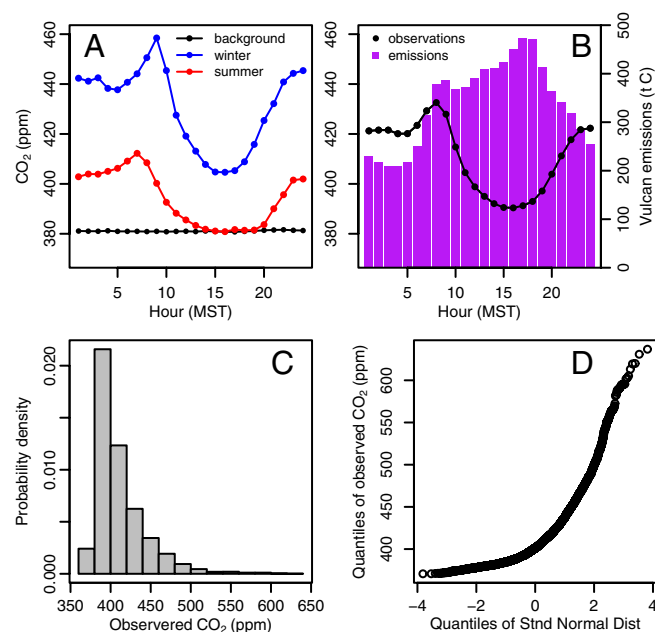 A
background
winter
summer
460
440
420
400
380
CO₂ (ppm)
5 10 15 20
Hour (MST)
B
observations
emissions
460
440
420
400
380
500
400
300
200
100
0
Vulcan emissions (t C)
5 10 15 20
Hour (MST)
C
0.020
0.010
0.000
Probability density
350 400 450 500 550 600 650
Observered CO₂ (ppm)
D
600
500
450
400
Quantiles of observed CO₂ (ppm)
−4 −2 0 2 4
Quantiles of Stnd Normal Dist